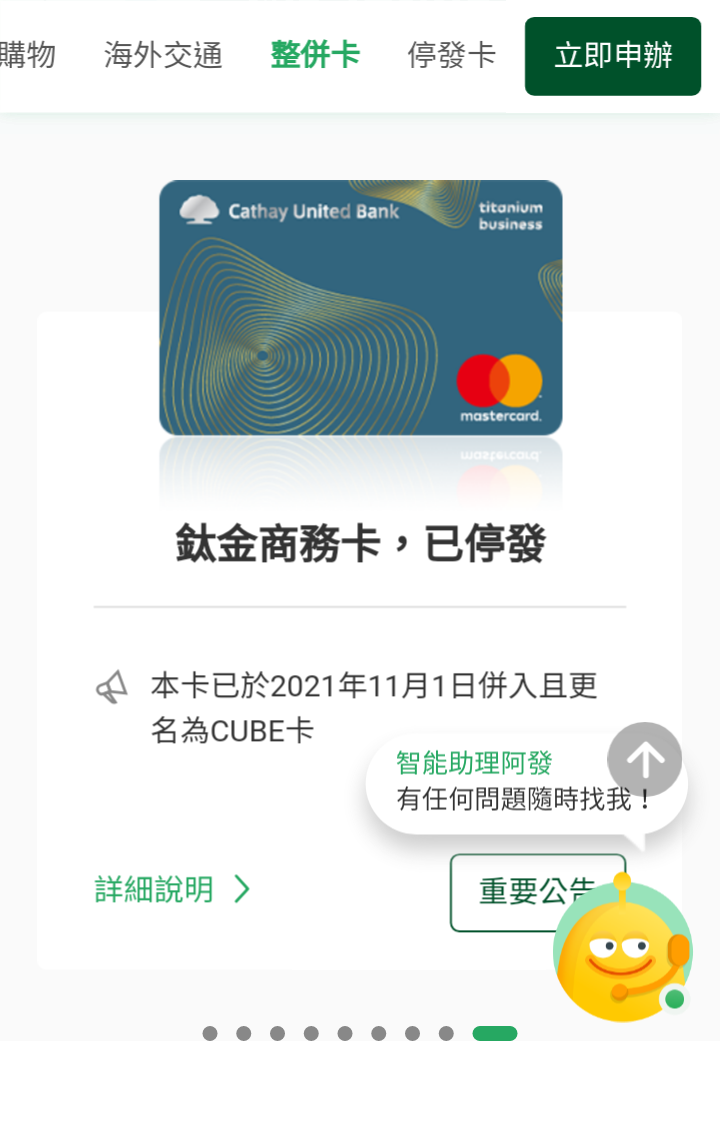 購物
海外交通
整併卡
停發卡
立即申辦
Cathay United Bank
titanium
business
mastercard.
鈦金商務卡，已停發
本卡已於2021年11月1日併入且更
名為CUBE卡
智能助理阿發
有任何問題隨時找我！
詳細說明
重要公告